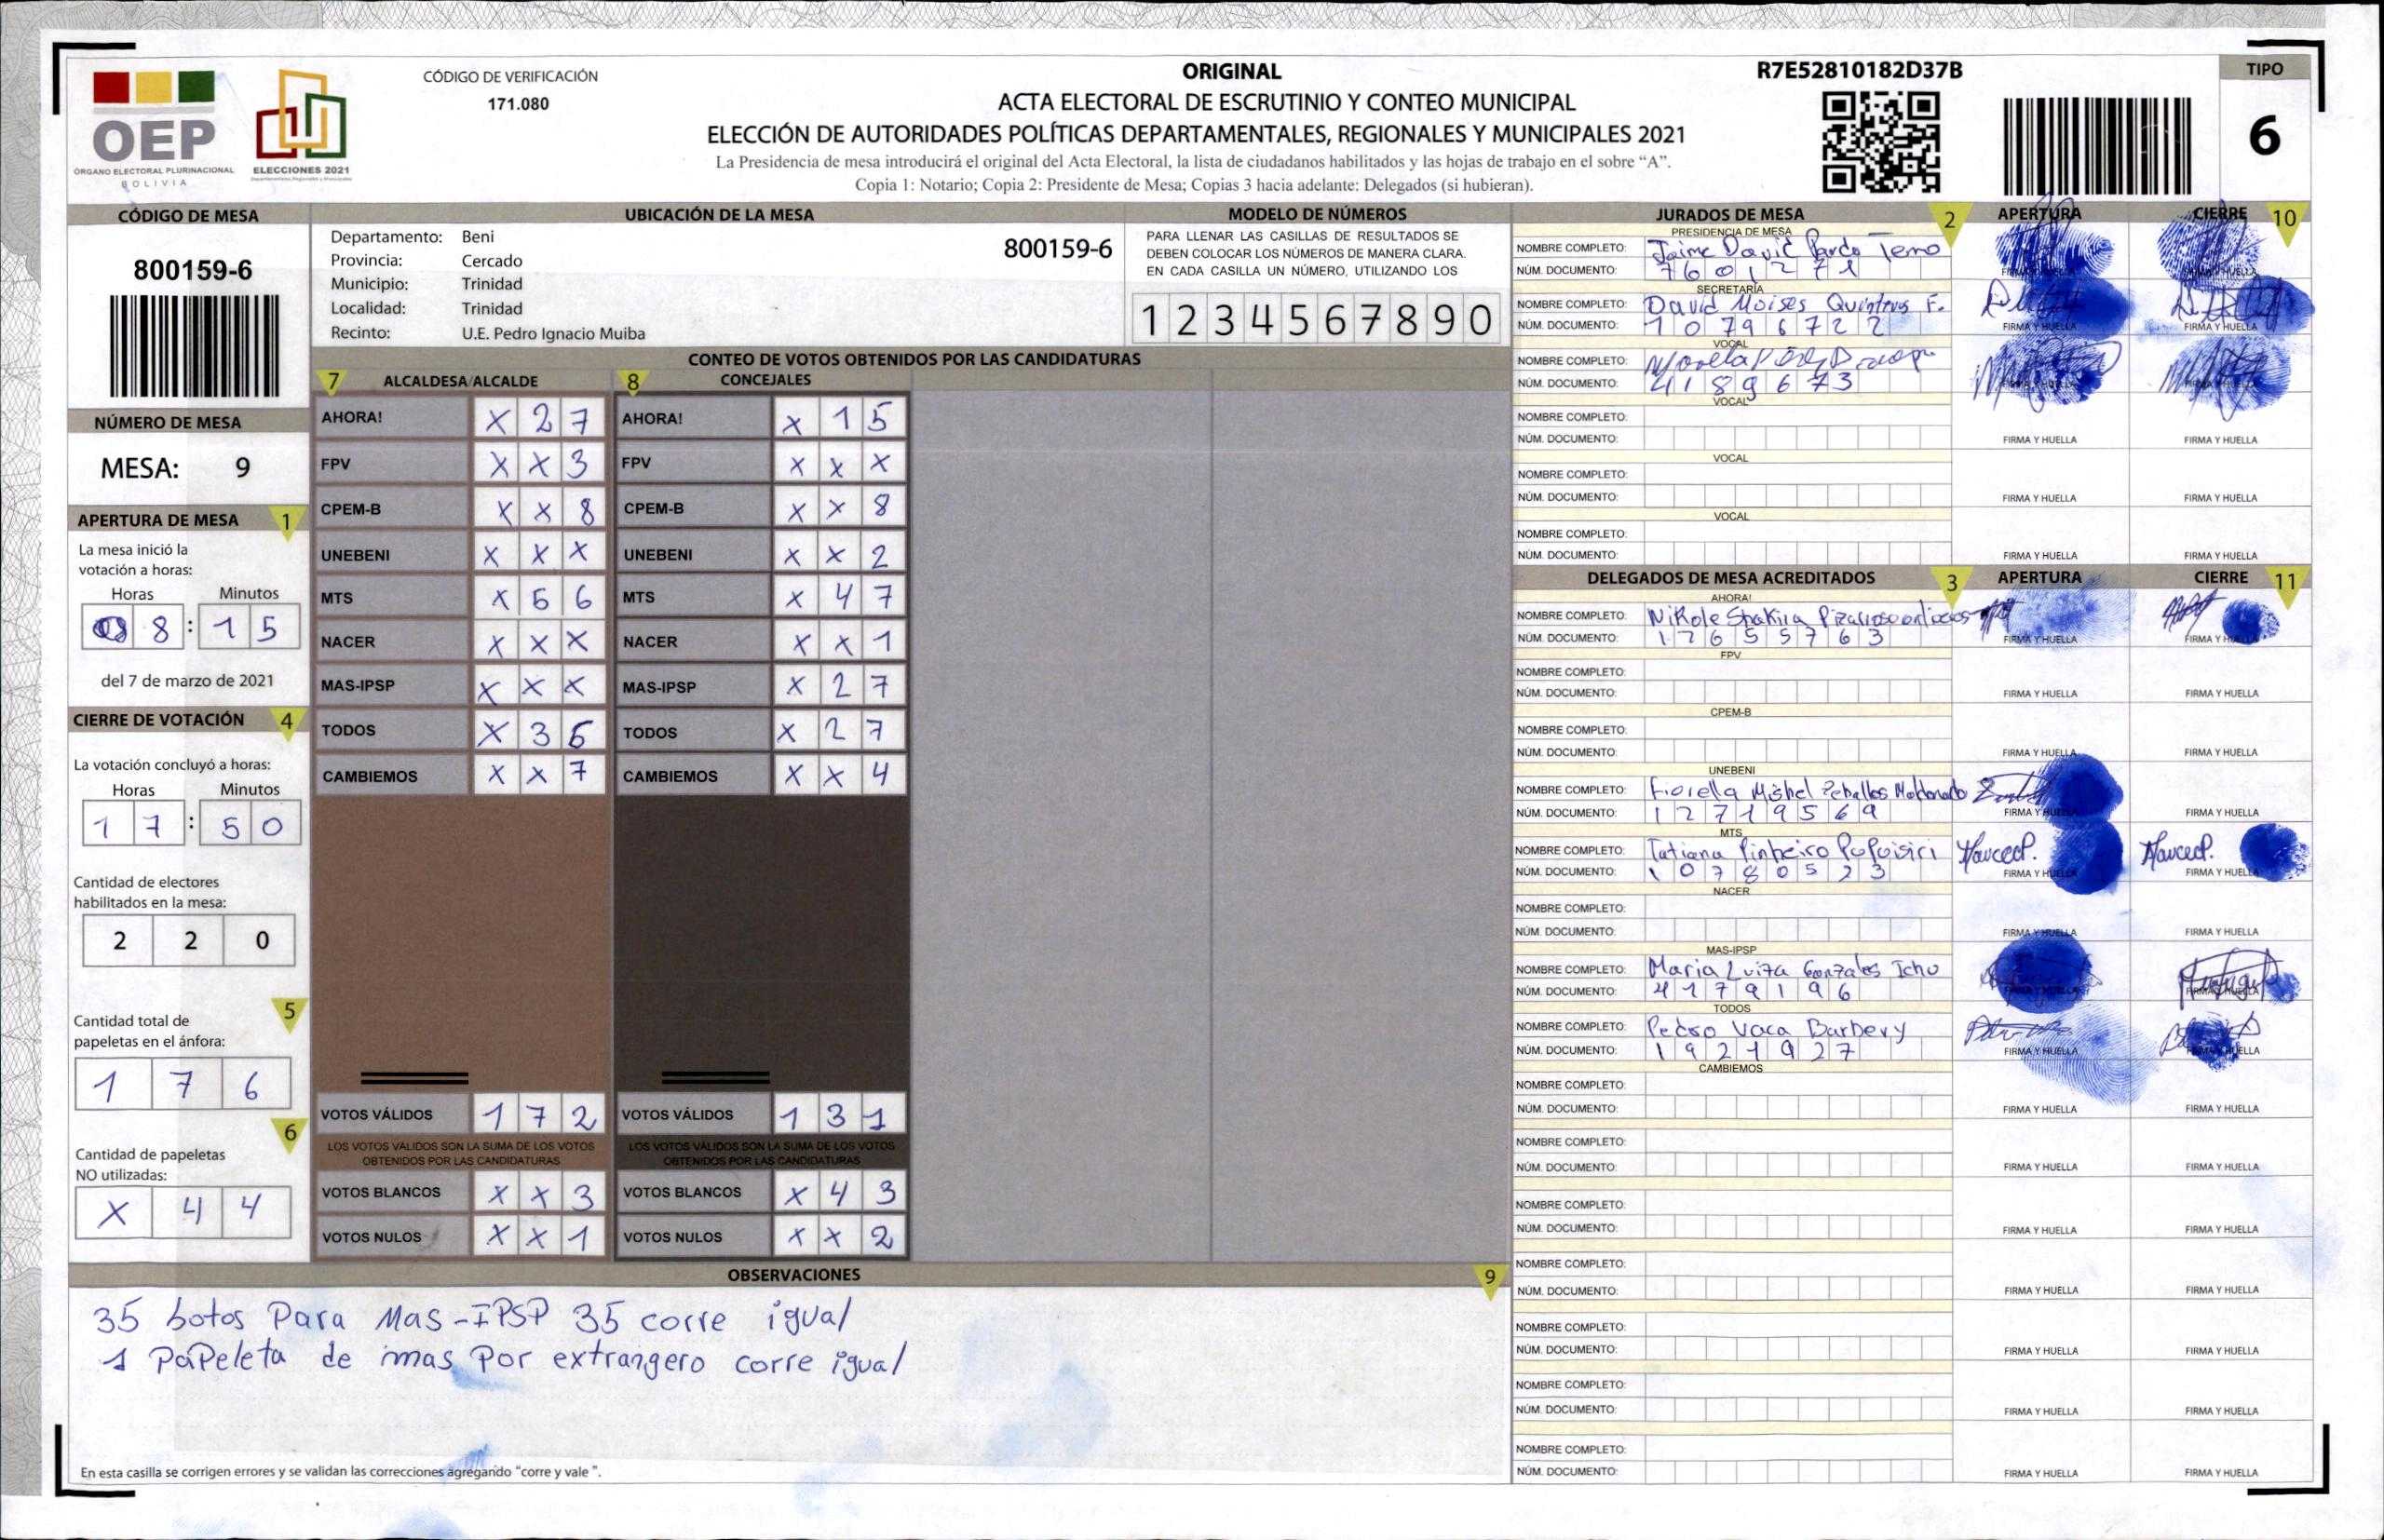 OEP
ÓRGANO ELECTORAL PLURINACIONAL
BOLIVIA
ELECCIONES 2021
CÓDIGO DE VERIFICACIÓN
171.080
ORIGINAL
ACTA ELECTORAL DE ESCRUTINIO Y CONTEO MUNICIPAL
ELECCIÓN DE AUTORIDADES POLÍTICAS DEPARTAMENTALES, REGIONALES Y MUNICIPALES 2021
La Presidencia de mesa introducirá el original del Acta Electoral, la lista de ciudadanos habilitados y las hojas de trabajo en el sobre “A”.
Copia 1: Notario; Copia 2: Presidente de Mesa; Copias 3 hacia adelante: Delegados (si hubieran).
R7E52810182D37B
TIPO
6
CÓDIGO DE MESA
800159-6
NÚMERO DE MESA
MESA: 9
APERTURA DE MESA 1
La mesa inició la
votación a horas:
Horas Minutos
0 8 : 1 5
del 7 de marzo de 2021
CIERRE DE VOTACIÓN 4
La votación concluyó a horas:
Horas Minutos
1 7 : 5 0
Cantidad de electores
habilitados en la mesa:
2 2 0
5
Cantidad total de
papeletas en el ánfora:
1 7 6
6
Cantidad de papeletas
NO utilizadas:
X 4 4
UBICACIÓN DE LA MESA
Departamento: Beni
800159-6
Provincia: Cercado
Municipio: Trinidad
Localidad: Trinidad
Recinto: U.E. Pedro Ignacio Muiba
MODELO DE NÚMEROS
PARA LLENAR LAS CASILLAS DE RESULTADOS SE
DEBEN COLOCAR LOS NÚMEROS DE MANERA CLARA.
EN CADA CASILLA UN NÚMERO, UTILIZANDO LOS
1 2 3 4 5 6 7 8 9 0
CONTEO DE VOTOS OBTENIDOS POR LAS CANDIDATURAS
7 ALCALDESA/ALCALDE 8 CONCEJALES
AHORA! X 2 7 AHORA! X 1 5
FPV X X 3 FPV X X X
CPEM-B X X 8 CPEM-B X X 8
UNEBENI X X X UNEBENI X X 2
MTS X 5 6 MTS X 4 7
NACER X X X NACER X X 1
MAS-IPSP X X X MAS-IPSP X 2 7
TODOS X 3 6 TODOS X 2 7
CAMBIEMOS X X 7 CAMBIEMOS X X 4
VOTOS VÁLIDOS 1 7 2 VOTOS VÁLIDOS 1 3 1
LOS VOTOS VÁLIDOS SON LA SUMA DE LOS VOTOS LOS VOTOS VÁLIDOS SON LA SUMA DE LOS VOTOS
OBTENIDOS POR LAS CANDIDATURAS OBTENIDOS POR LAS CANDIDATURAS
VOTOS BLANCOS X X 3 VOTOS BLANCOS X 4 3
VOTOS NULOS X X 1 VOTOS NULOS X X 2
OBSERVACIONES 9
35 botos Para Mas-IPSP 35 corre igual
1 PaPeleta de mas Por extrangero corre igual
En esta casilla se corrigen errores y se validan las correcciones agregando “corre y vale ”.
JURADOS DE MESA 2 APERTURA CIERRE 10
PRESIDENCIA DE MESA
NOMBRE COMPLETO: Jaime David Pardo
NÚM. DOCUMENTO: 7601271
SECRETARÍA
NOMBRE COMPLETO: David Moises Quinteros F.
NÚM. DOCUMENTO: 10796722 FIRMA Y HUELLA FIRMA Y HUELLA
VOCAL
NOMBRE COMPLETO:
NÚM. DOCUMENTO: 4189673
VOCAL
NOMBRE COMPLETO:
NÚM. DOCUMENTO: FIRMA Y HUELLA FIRMA Y HUELLA
VOCAL
NOMBRE COMPLETO:
NÚM. DOCUMENTO: FIRMA Y HUELLA FIRMA Y HUELLA
VOCAL
NOMBRE COMPLETO:
NÚM. DOCUMENTO: FIRMA Y HUELLA FIRMA Y HUELLA
DELEGADOS DE MESA ACREDITADOS 3 APERTURA CIERRE 11
AHORA!
NOMBRE COMPLETO: Nikole Shakira
NÚM. DOCUMENTO: 12655763 FIRMA Y HUELLA FIRMA Y HUELLA
FPV
NOMBRE COMPLETO:
NÚM. DOCUMENTO: FIRMA Y HUELLA FIRMA Y HUELLA
CPEM-B
NOMBRE COMPLETO:
NÚM. DOCUMENTO: FIRMA Y HUELLA FIRMA Y HUELLA
UNEBENI
NOMBRE COMPLETO: Fiorella Mishel Zeballos Maldonado
NÚM. DOCUMENTO: 12719569 FIRMA Y HUELLA FIRMA Y HUELLA
MTS
NOMBRE COMPLETO: Tatiana Pinheiro
NÚM. DOCUMENTO: 10780523 FIRMA Y HUELLA FIRMA Y HUELLA
NACER
NOMBRE COMPLETO:
NÚM. DOCUMENTO: FIRMA Y HUELLA FIRMA Y HUELLA
MAS-IPSP
NOMBRE COMPLETO: Maria Luiza Gonzales Icho
NÚM. DOCUMENTO: 4179196 FIRMA Y HUELLA FIRMA Y HUELLA
TODOS
NOMBRE COMPLETO: Pedro Vaca Barbery
NÚM. DOCUMENTO: 1921927 FIRMA Y HUELLA FIRMA Y HUELLA
CAMBIEMOS
NOMBRE COMPLETO:
NÚM. DOCUMENTO: FIRMA Y HUELLA FIRMA Y HUELLA
NOMBRE COMPLETO:
NÚM. DOCUMENTO: FIRMA Y HUELLA FIRMA Y HUELLA
NOMBRE COMPLETO:
NÚM. DOCUMENTO: FIRMA Y HUELLA FIRMA Y HUELLA
NOMBRE COMPLETO:
NÚM. DOCUMENTO: FIRMA Y HUELLA FIRMA Y HUELLA
NOMBRE COMPLETO:
NÚM. DOCUMENTO: FIRMA Y HUELLA FIRMA Y HUELLA
NOMBRE COMPLETO:
NÚM. DOCUMENTO: FIRMA Y HUELLA FIRMA Y HUELLA
NOMBRE COMPLETO:
NÚM. DOCUMENTO: FIRMA Y HUELLA FIRMA Y HUELLA